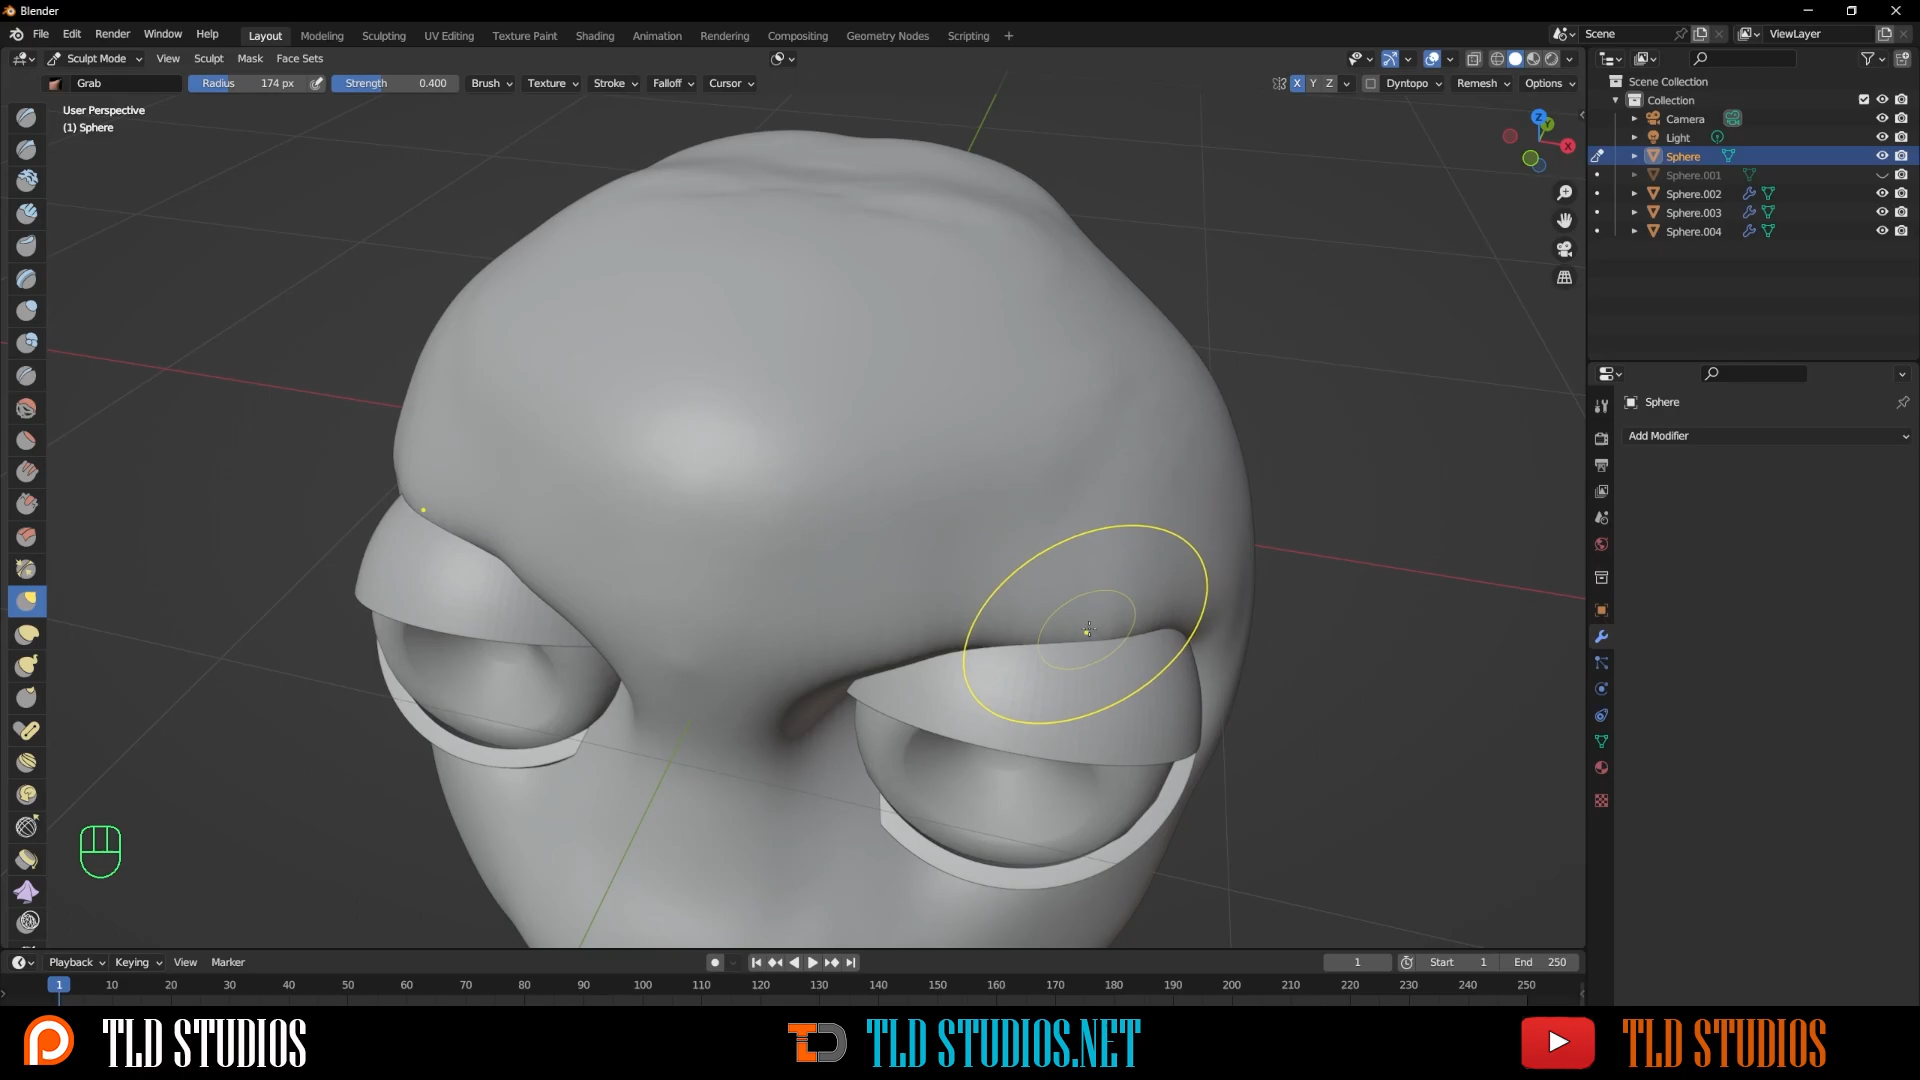 Blender
File Edit Render Window Help Layout Modeling Sculpting UV Editing Texture Paint Shading Animation Rendering Compositing Geometry Nodes Scripting Scene ViewLayer
Sculpt Mode View Sculpt Mask Face Sets
Grab Radius 174 px Strength 0.400 Brush Texture Stroke Falloff Cursor X Y Z Dyntopo Remesh Options
User Perspective
(1) Sphere
Z
Y
X
Scene Collection
Collection
Camera
Light
Sphere
Sphere.001
Sphere.002
Sphere.003
Sphere.004
Sphere
Add Modifier
Playback Keying View Marker 1 Start 1 End 250
1 10 20 30 40 50 60 70 80 90 100 110 120 130 140 150 160 170 180 190 200 210 220 230 240 250
TLD STUDIOS TD TLD STUDIOS.NET TLD STUDIOS